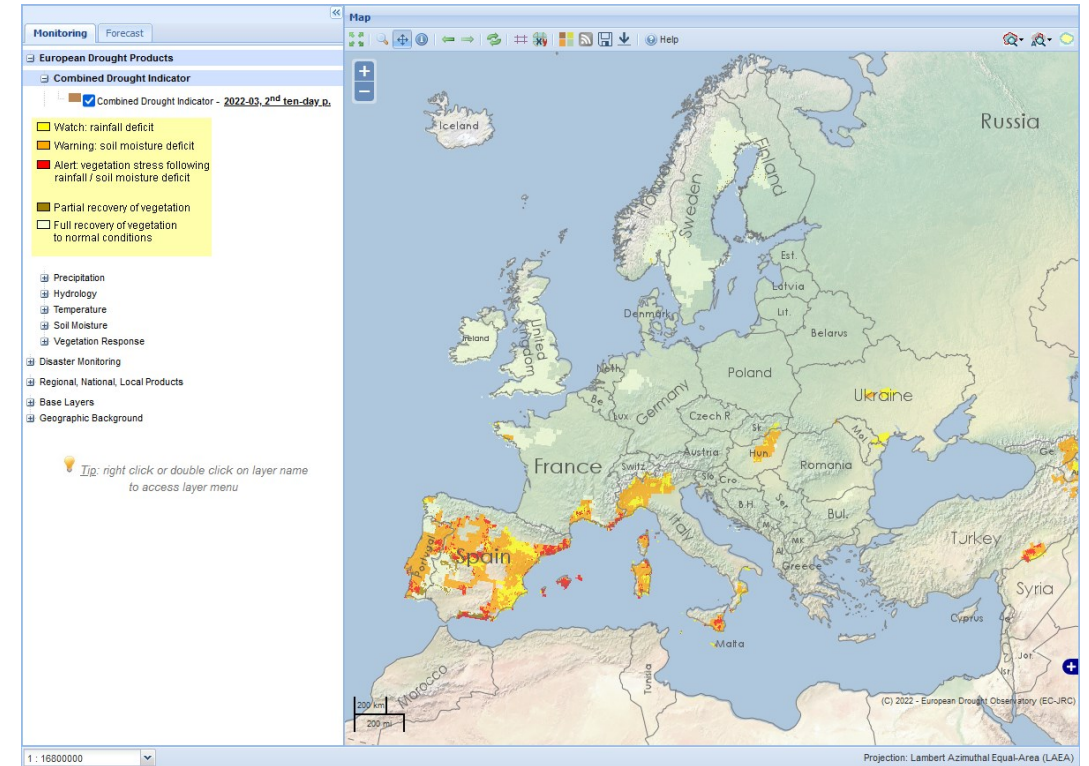 Monitoring
Forecast
European Drought Products
Combined Drought Indicator
Combined Drought Indicator - 2022-03, 2nd ten-day p.
Watch: rainfall deficit
Warning: soil moisture deficit
Alert: vegetation stress following
rainfall / soil moisture deficit
Partial recovery of vegetation
Full recovery of vegetation
to normal conditions
Precipitation
Hydrology
Temperature
Soil Moisture
Vegetation Response
Disaster Monitoring
Regional, National, Local Products
Base Layers
Geographic Background
Tip: right click or double click on layer name
to access layer menu
1 : 16800000
Map
Help
Iceland
Russia
Finland
Norway
Sweden
Est.
Latvia
Lit.
Denmark
Belarus
Ireland
United
Kingdom
Neth.
Poland
Be.
Germany
Ukraine
Lux.
Czech R.
Sk.
Mol.
France
Switz.
Austria
Hun.
Romania
Slo.
Cro.
B.H.
Ser.
Ge.
Italy
Bul.
M.
MK
Al.
Portugal
Spain
Greece
Turkey
Syria
Cyprus
Malta
Morocco
Tunisia
Jor.
Isr.
200 km
200 mi
(C) 2022 - European Drought Observatory (EC-JRC)
Projection: Lambert Azimuthal Equal-Area (LAEA)